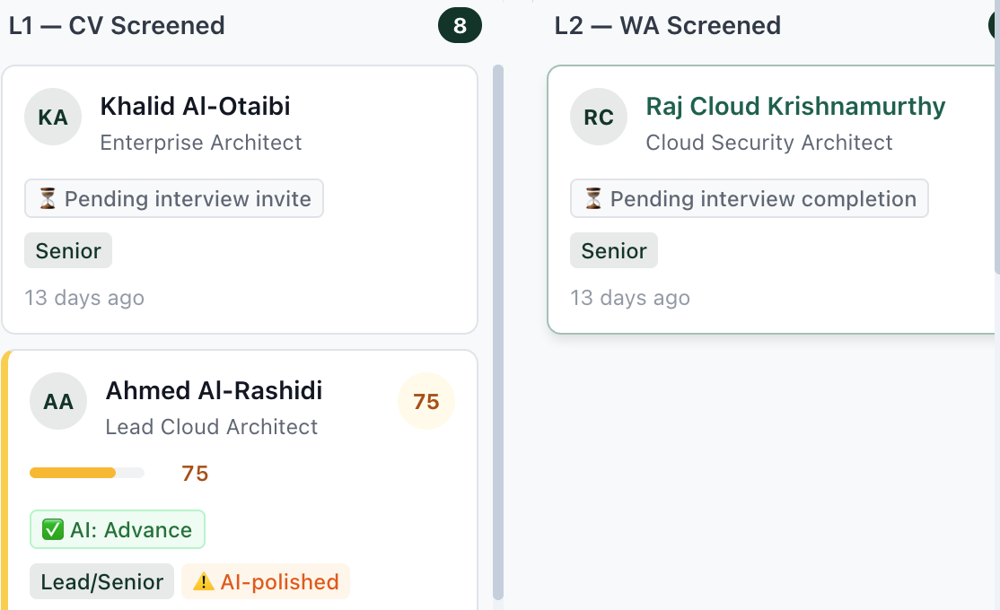 L1 — CV Screened
8
KA
Khalid Al-Otaibi
Enterprise Architect
⏳ Pending interview invite
Senior
13 days ago
AA
Ahmed Al-Rashidi
75
Lead Cloud Architect
75
✅ AI: Advance
Lead/Senior
⚠️ AI-polished
L2 — WA Screened
RC
Raj Cloud Krishnamurthy
Cloud Security Architect
⏳ Pending interview completion
Senior
13 days ago